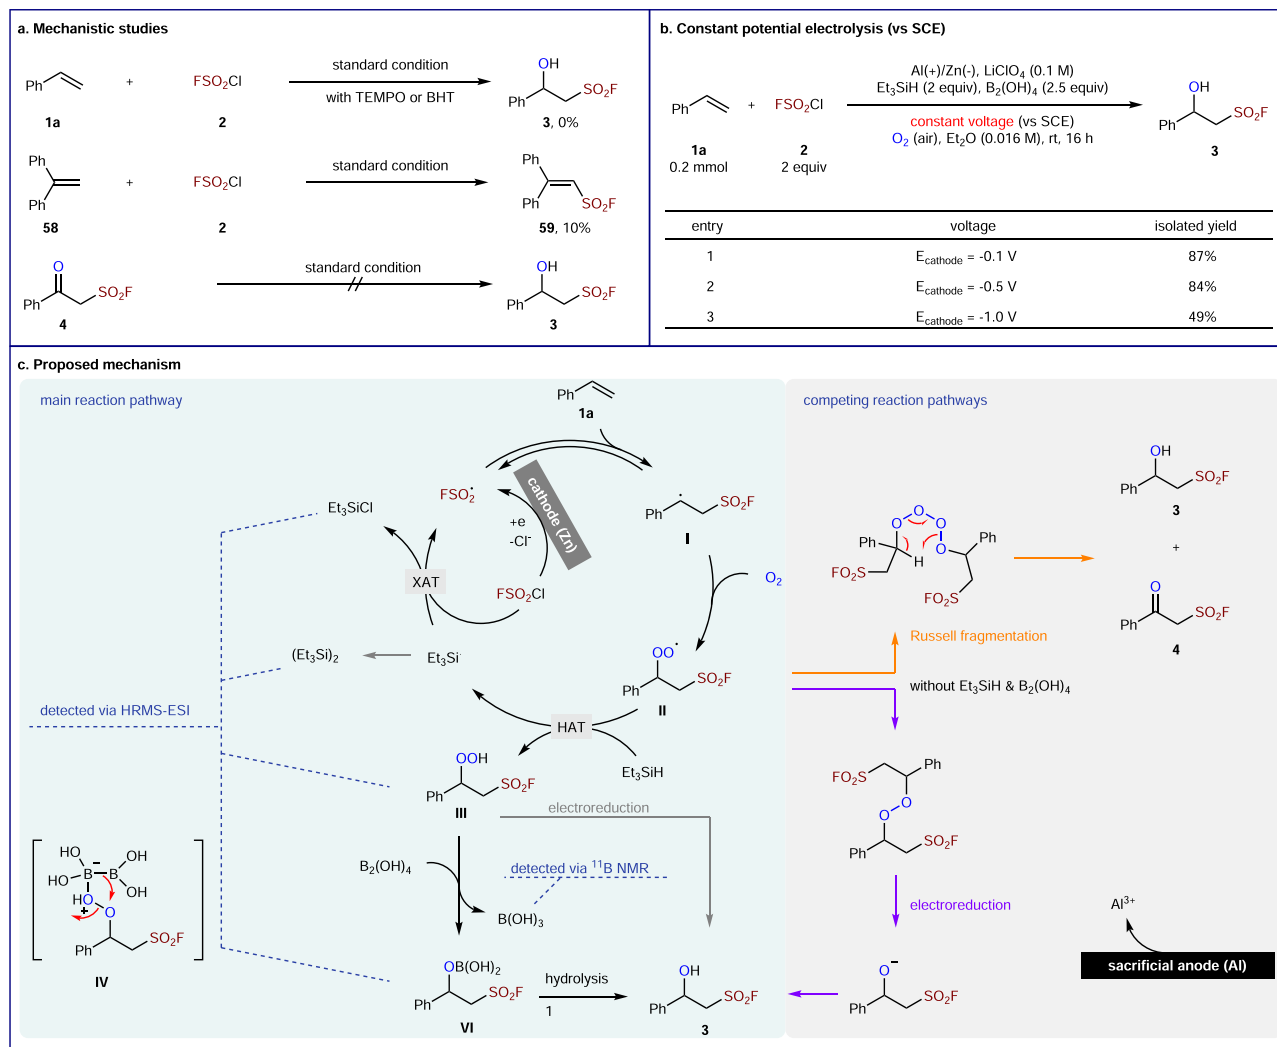 a. Mechanistic studies
Ph
1a
+
FSO₂Cl
2
standard condition
with TEMPO or BHT
OH
Ph
SO₂F
3, 0%
Ph
Ph
58
+
FSO₂Cl
2
standard condition
Ph
Ph
SO₂F
59, 10%
O
Ph
SO₂F
4
standard condition
OH
Ph
SO₂F
3
b. Constant potential electrolysis (vs SCE)
Ph
1a
0.2 mmol
+
FSO₂Cl
2
2 equiv
Al(+)/Zn(-), LiClO₄ (0.1 M)
Et₃SiH (2 equiv), B₂(OH)₄ (2.5 equiv)
constant voltage (vs SCE)
O₂ (air), Et₂O (0.016 M), rt, 16 h
OH
Ph
SO₂F
3
entry voltage isolated yield
1 E_cathode = -0.1 V 87%
2 E_cathode = -0.5 V 84%
3 E_cathode = -1.0 V 49%
c. Proposed mechanism
main reaction pathway
Ph
1a
FSO₂˙
cathode (Zn)
+e
-Cl⁻
FSO₂Cl
Et₃SiCl
XAT
Ph
SO₂F
I
O₂
(Et₃Si)₂
Et₃Si˙
OO˙
Ph
SO₂F
II
detected via HRMS-ESI
HAT
Et₃SiH
OOH
Ph
SO₂F
III
electroreduction
B₂(OH)₄
detected via ¹¹B NMR
B(OH)₃
HO
HO
B⁻
B
OH
OH
HO
+
O
Ph
SO₂F
IV
OB(OH)₂
Ph
SO₂F
VI
hydrolysis
1
OH
Ph
SO₂F
3
competing reaction pathways
Ph
O
O
O
O
H
Ph
FO₂S
FO₂S
OH
Ph
SO₂F
3
+
O
Ph
SO₂F
4
Russell fragmentation
without Et₃SiH & B₂(OH)₄
FO₂S
Ph
O
O
Ph
SO₂F
electroreduction
O⁻
Ph
SO₂F
Al³⁺
sacrificial anode (Al)